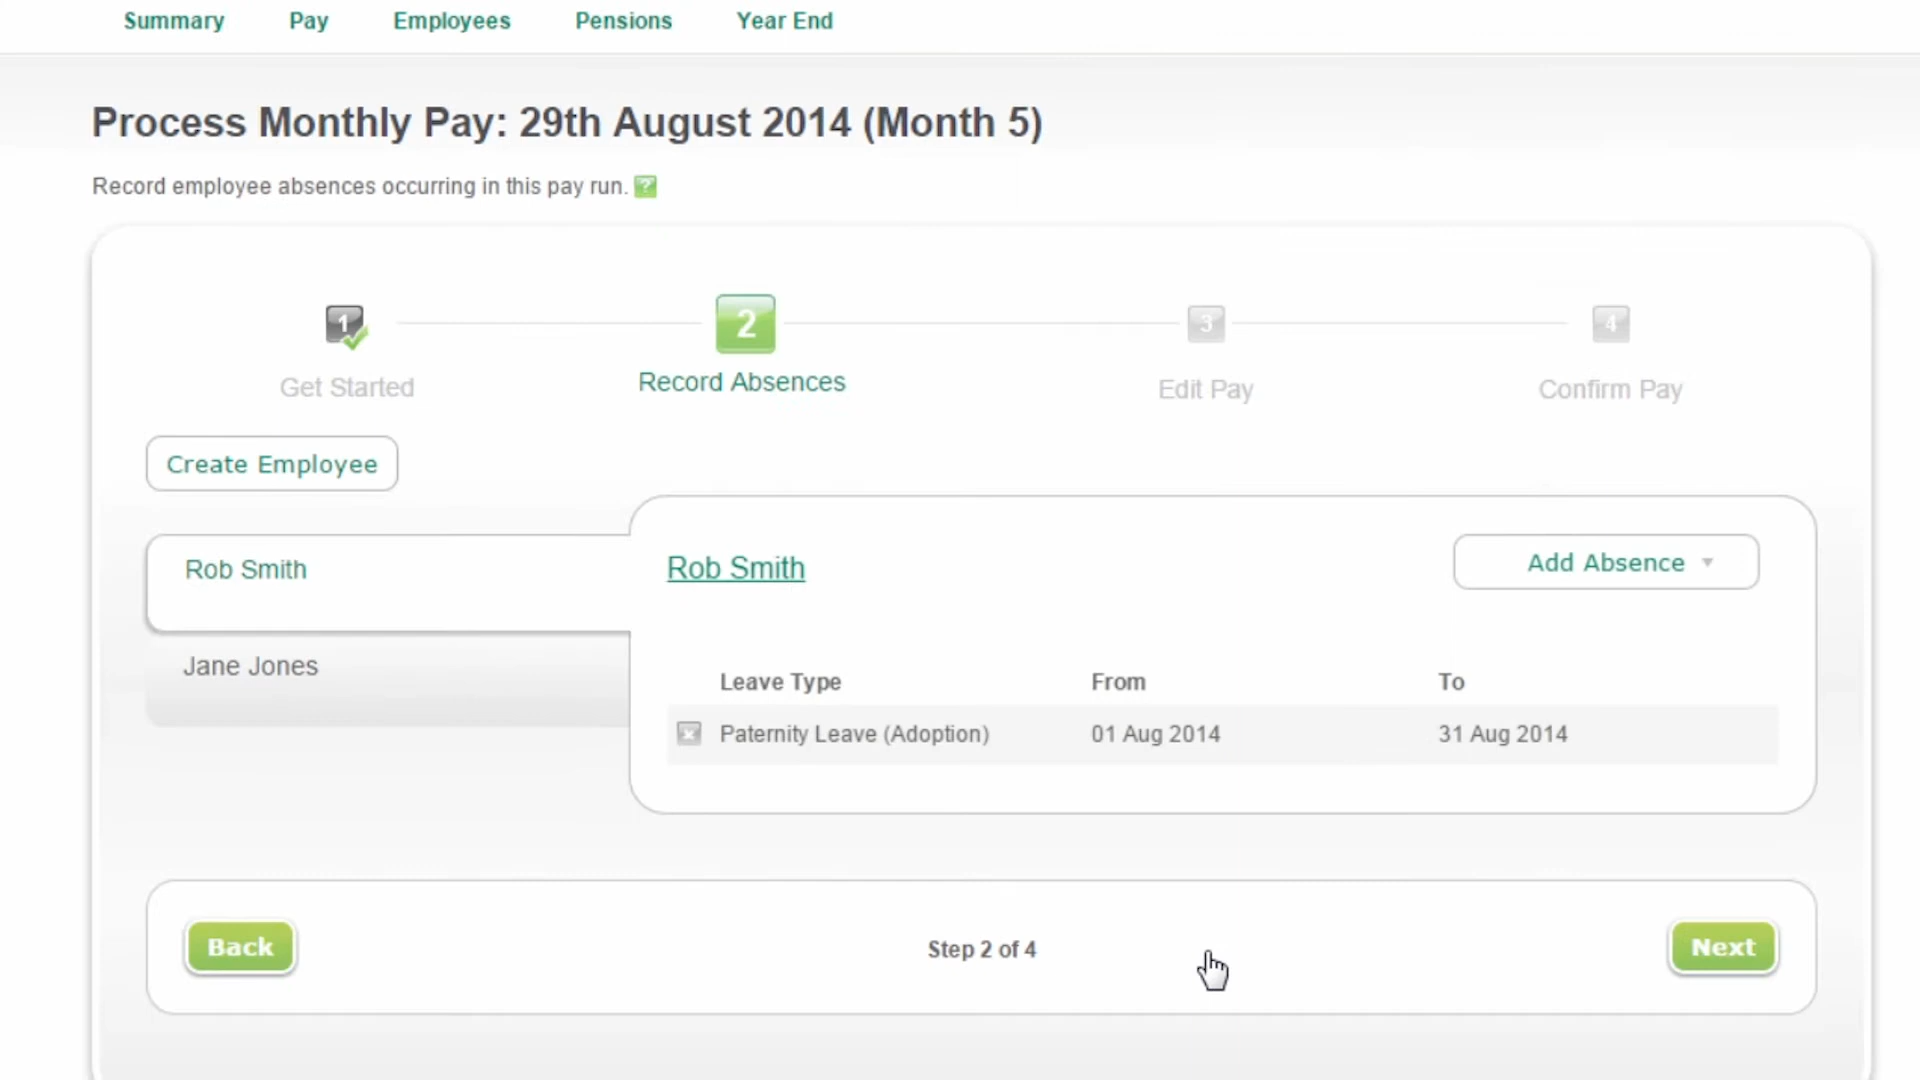 Summary Pay Employees Pensions Year End
Process Monthly Pay: 29th August 2014 (Month 5)
Record employee absences occurring in this pay run. ?
1 2 3 4
Get Started Record Absences Edit Pay Confirm Pay
Create Employee
Rob Smith
Jane Jones
Rob Smith Add Absence
Leave Type From To
Paternity Leave (Adoption) 01 Aug 2014 31 Aug 2014
Back Step 2 of 4 Next